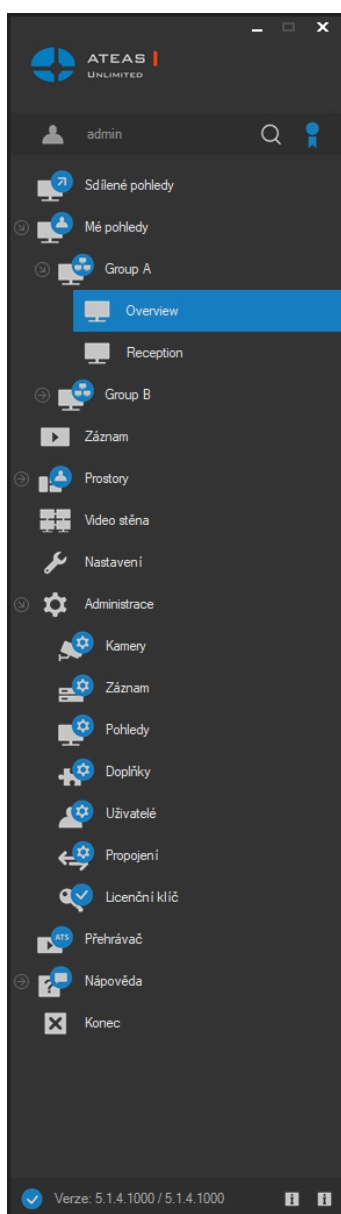 ATEAS
UNLIMITED
admin
Sdílené pohledy
Mé pohledy
Group A
Overview
Reception
Group B
Záznam
Prostory
Video stěna
Nastavení
Administrace
Kamery
Záznam
Pohledy
Doplňky
Uživatelé
Propojení
Licenční klíč
ATS
Přehrávač
Nápověda
Konec
Verze: 5.1.4.1000 / 5.1.4.1000